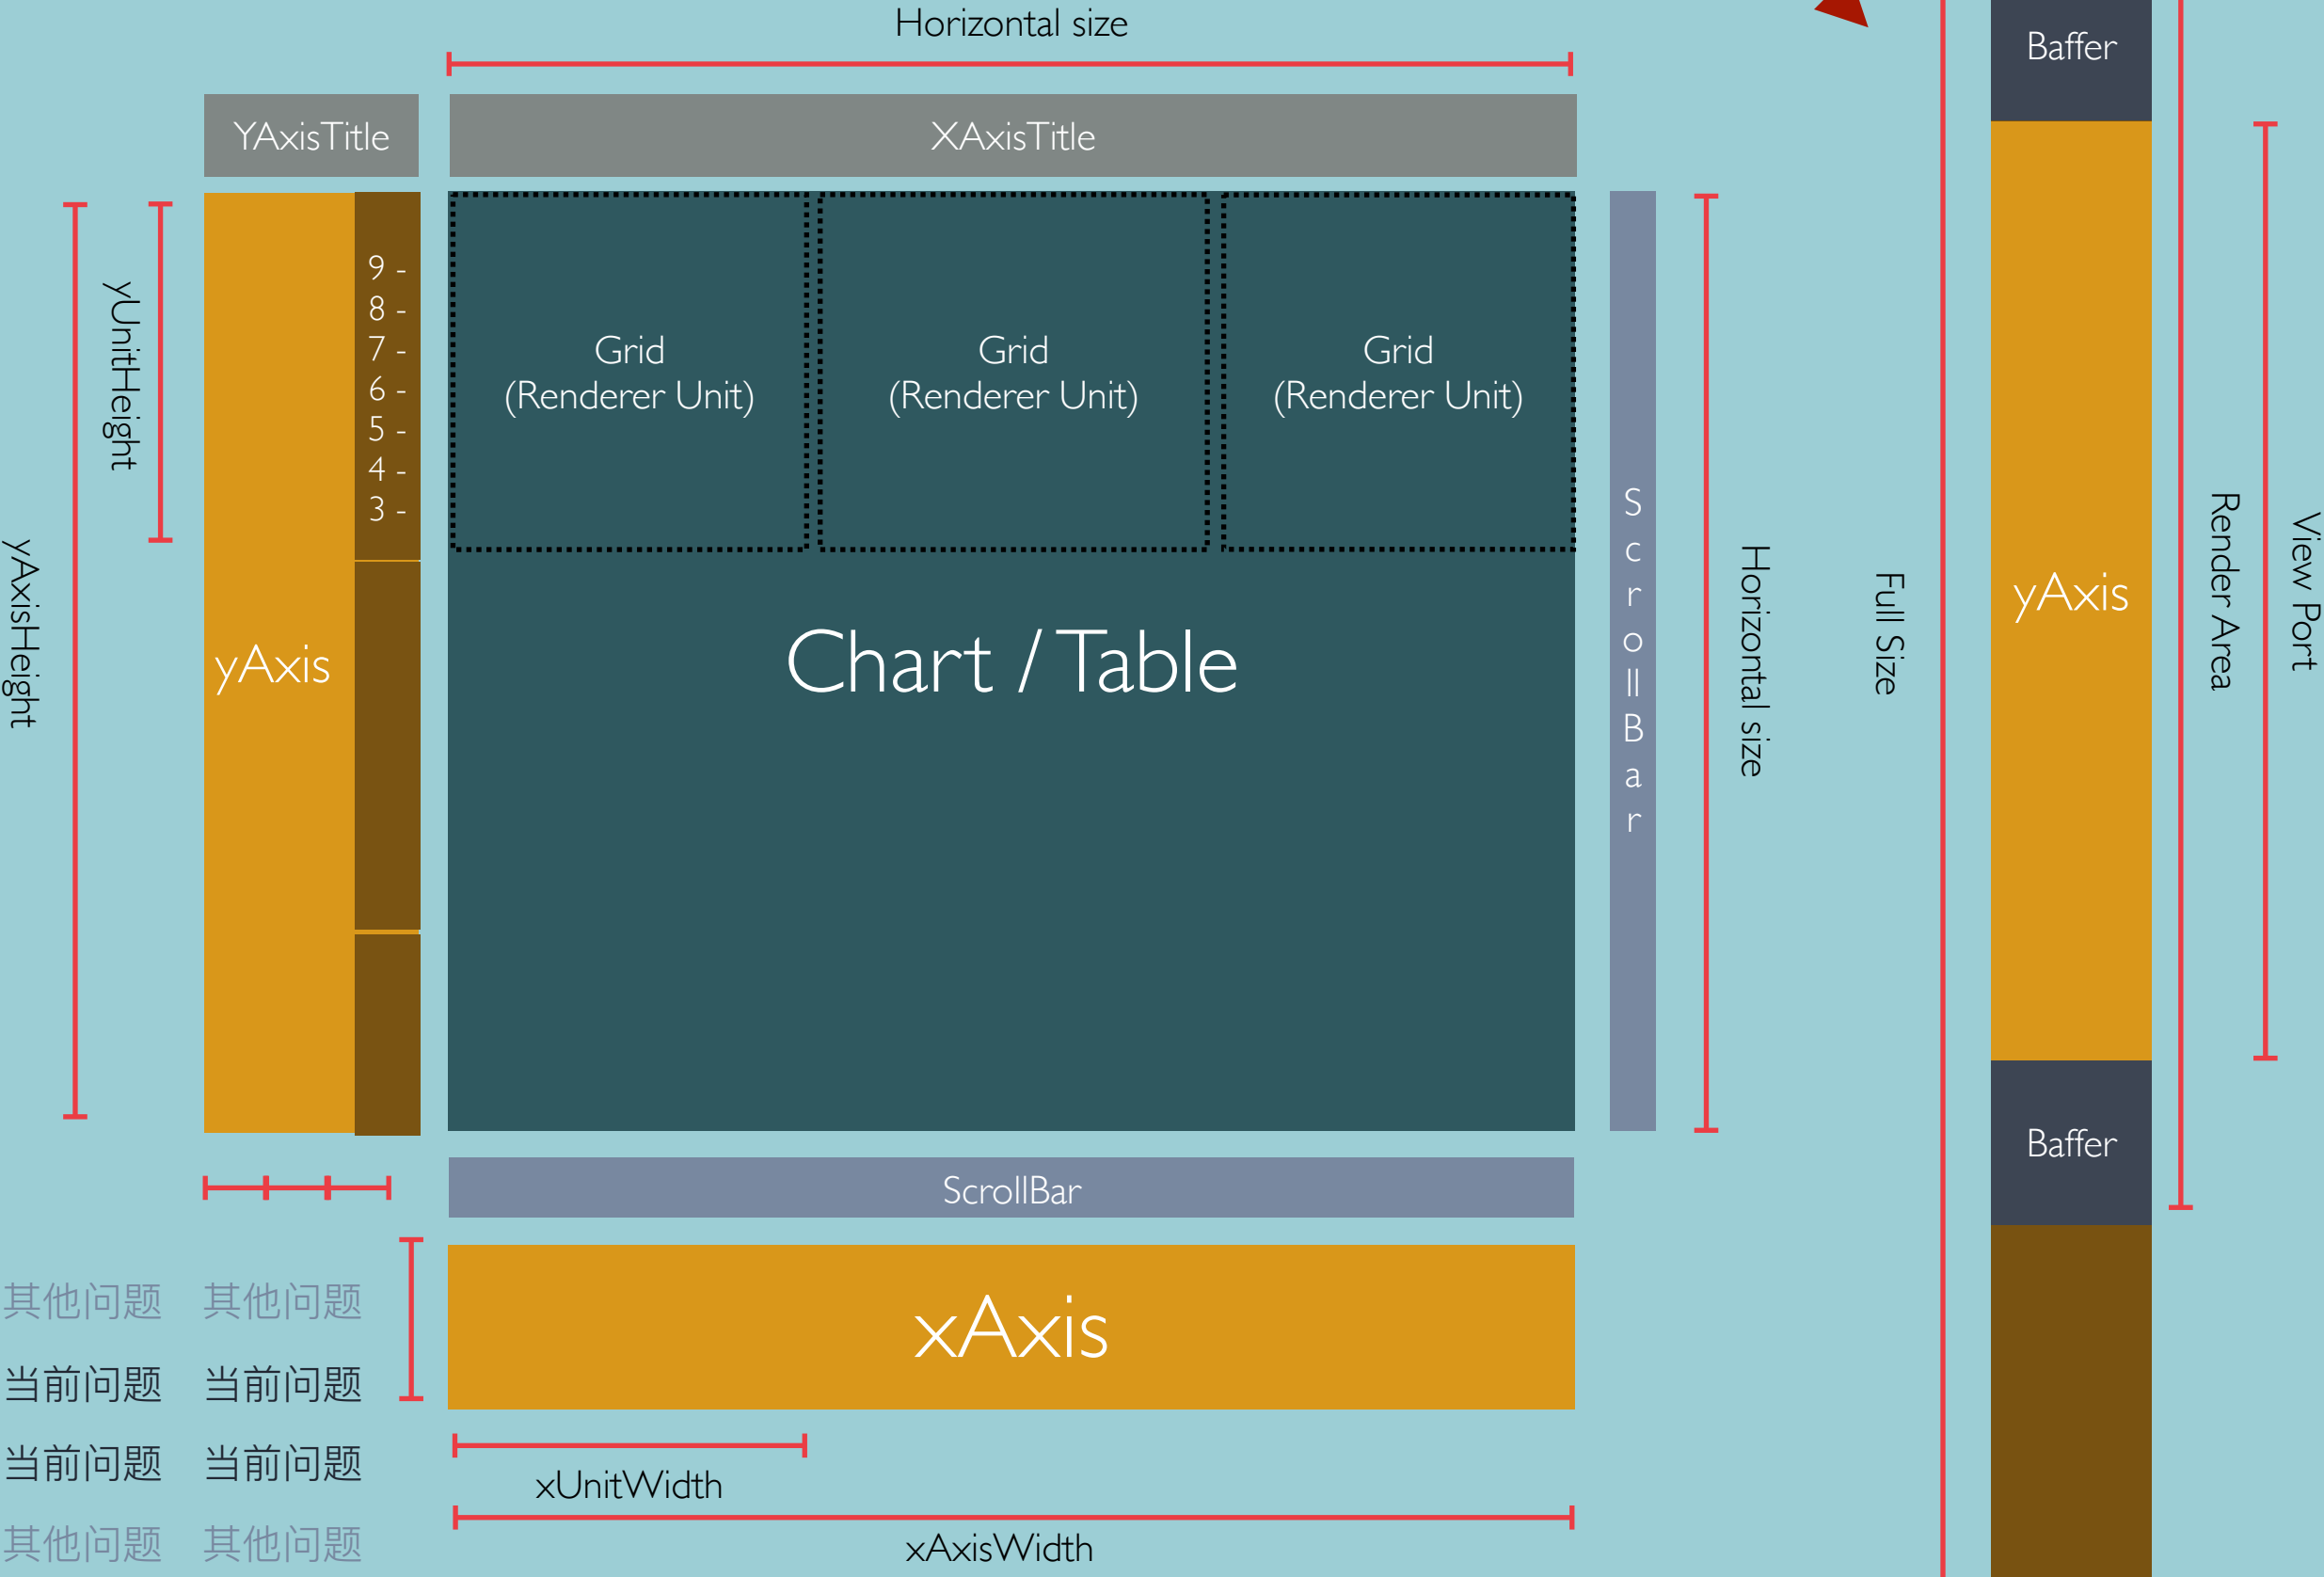 Horizontal size
Baffer
YAxisTitle
XAxisTitle
9 -
8 -
7 -
6 -
5 -
4 -
3 -
yUnitHeight
yAxisHeight
yAxis
Grid
(Renderer Unit)
Grid
(Renderer Unit)
Grid
(Renderer Unit)
Chart / Table
ScrollBar
Horizontal size
Full Size
yAxis
Render Area
View Port
Baffer
ScrollBar
xAxis
其他问题 其他问题
当前问题 当前问题
当前问题 当前问题
其他问题 其他问题
xUnitWidth
xAxisWidth